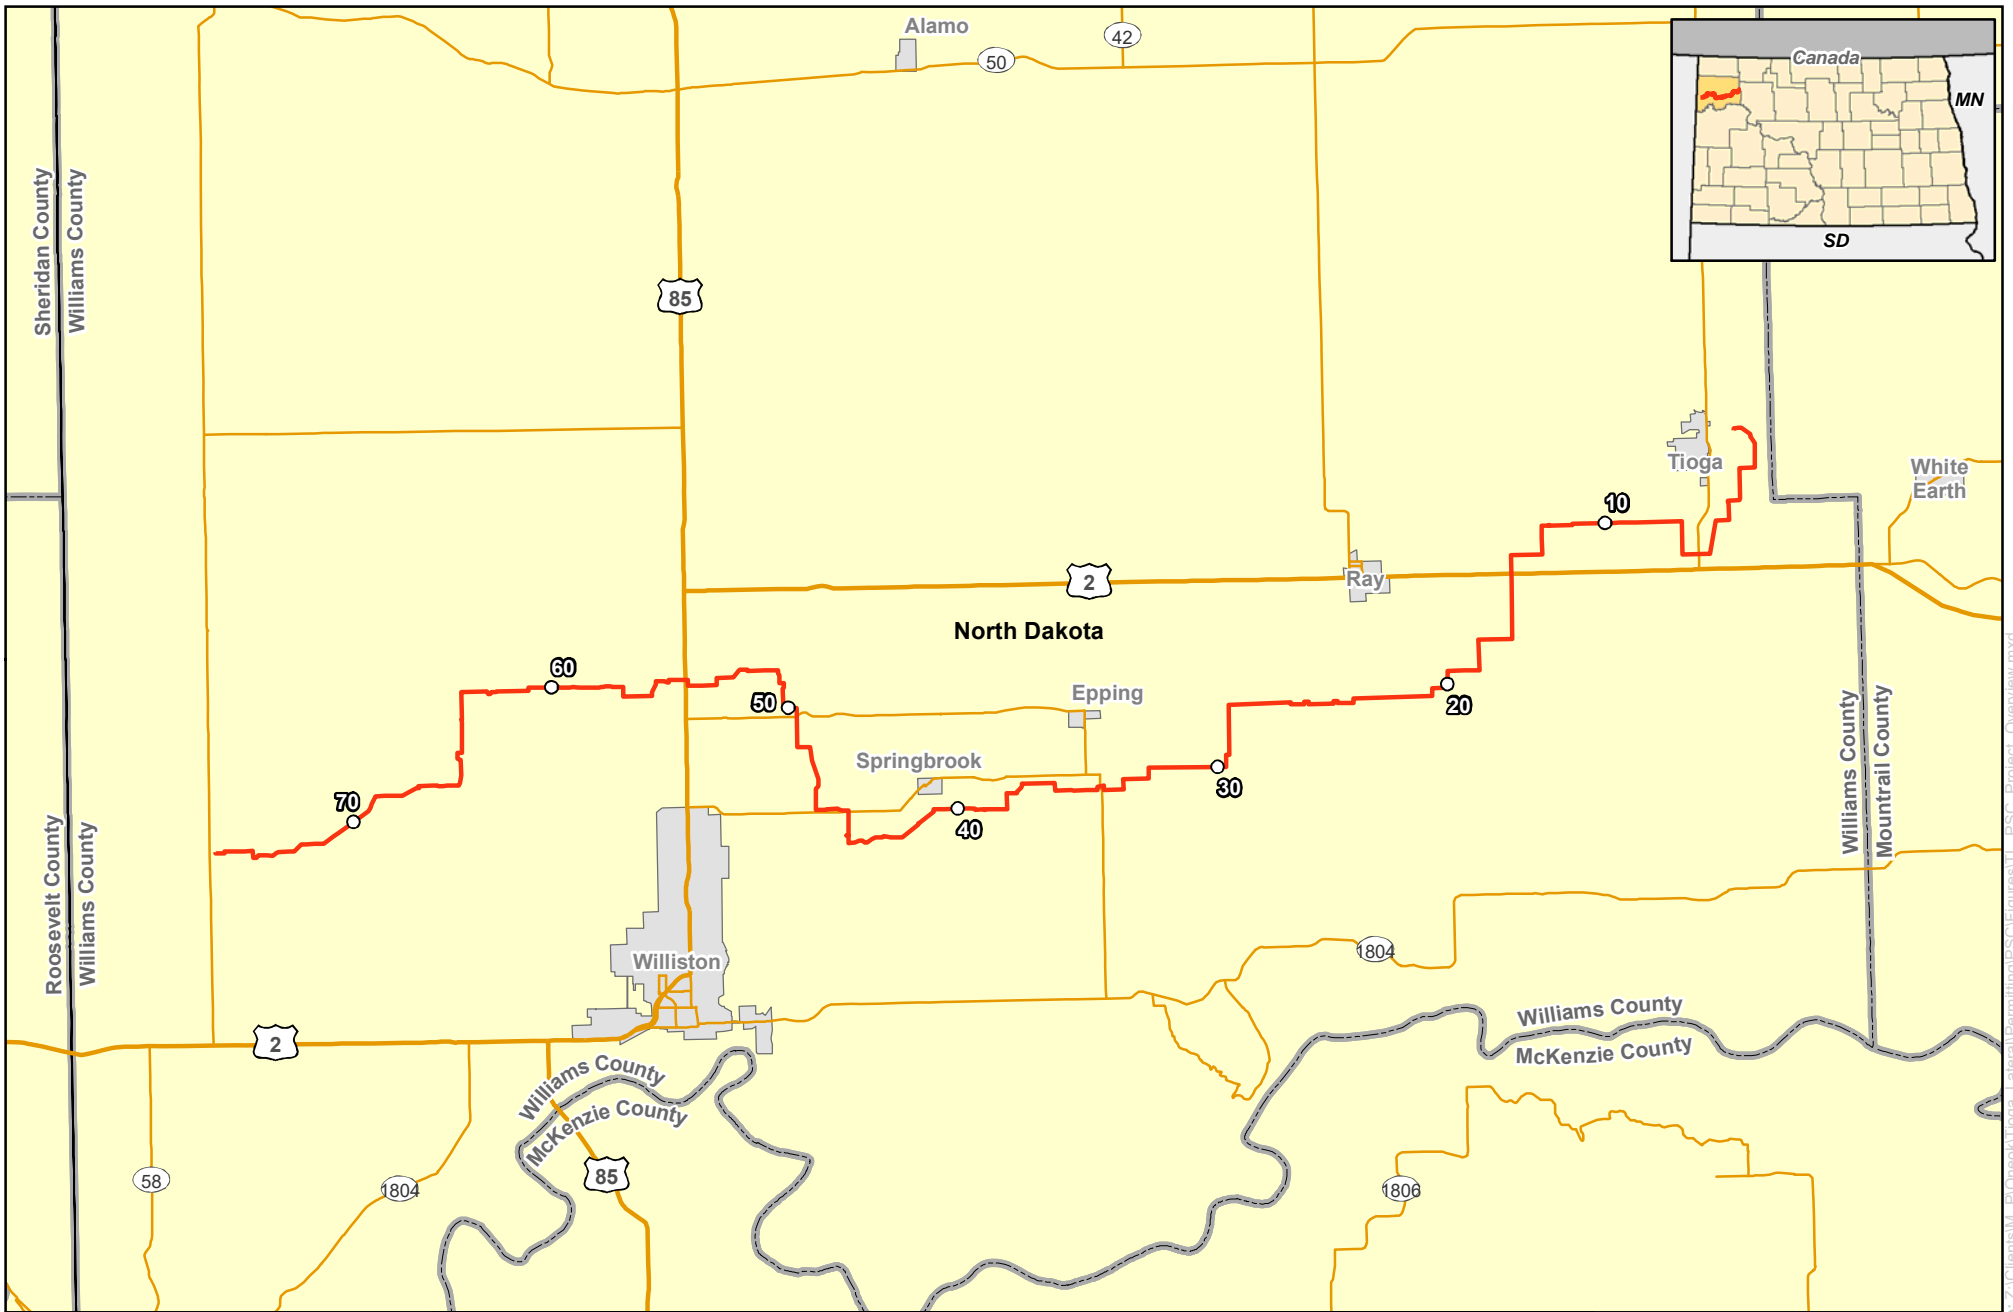 Alamo
42
50
Canada
MN
SD
Sheridan County
Williams County
85
Tioga
White
Earth
10
2
Ray
North Dakota
60
50
Epping
20
Springbrook
30
70
40
Williams County
Mountrail County
Roosevelt County
Williams County
Williston
1804
2
Williams County
McKenzie County
Williams County
McKenzie County
58
1804
85
1806